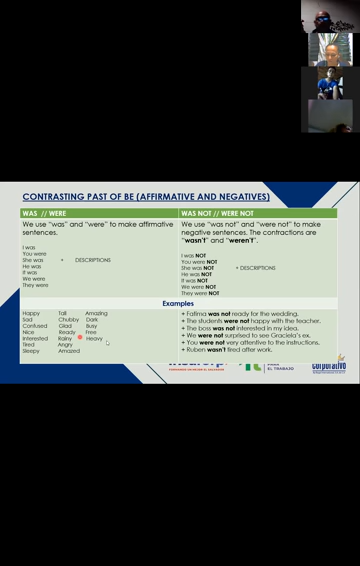 CONTRASTING PAST OF BE (AFFIRMATIVE AND NEGATIVES)
WAS // WERE
We use “was” and “were” to make affirmative
sentences.
I was
You were
She was + DESCRIPTIONS
He was
It was
We were
They were
WAS NOT // WERE NOT
We use “was not” and “were not” to make
negative sentences. The contractions are
“wasn't” and “weren't”.
I was NOT
You were NOT
She was NOT + DESCRIPTIONS
He was NOT
It was NOT
We were NOT
They were NOT
Examples
Happy Tall Amazing
Sad Chubby Dark
Confused Glad Busy
Nice Ready Free
Interested Rainy Heavy
Tired Angry
Sleepy Amazed
+ Fatima was not ready for the wedding.
+ The students were not happy with the teacher.
+ The boss was not interested in my idea.
+ We were not surprised to see Graciela's ex.
+ You were not very attentive to the instructions.
+ Ruben wasn't tired after work.
EL TRABAJO
corporativo